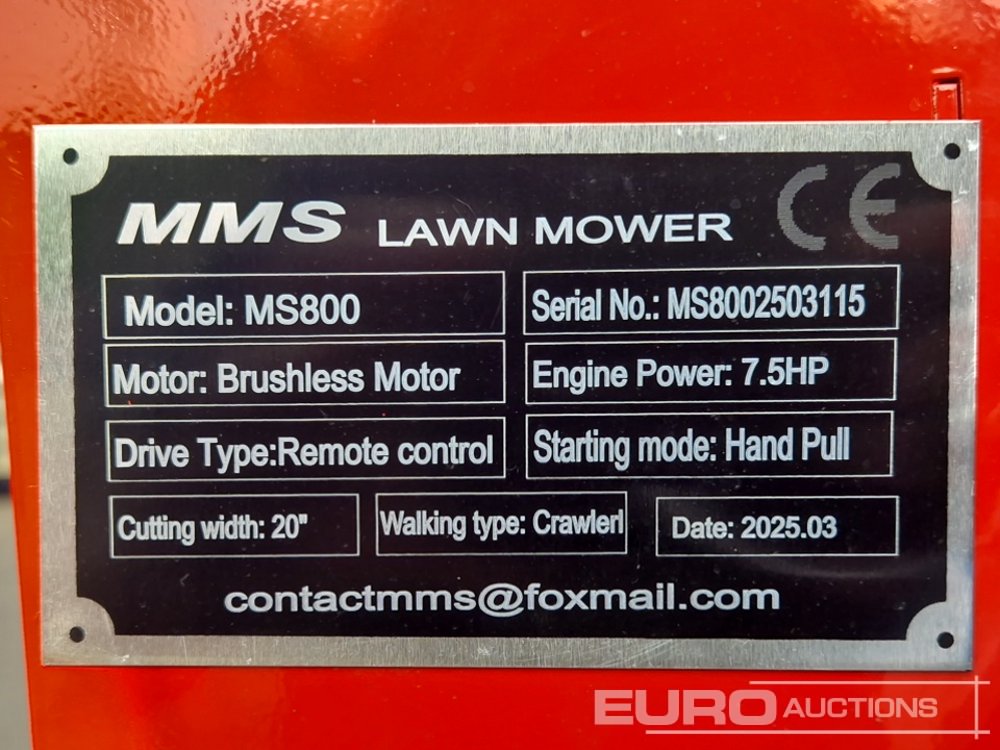 MMS LAWN MOWER CE
Model: MS800
Serial No.: MS8002503115
Motor: Brushless Motor
Engine Power: 7.5HP
Drive Type:Remote control
Starting mode: Hand Pull
Cutting width: 20"
Walking type: Crawlerl
Date: 2025.03
contactmms@foxmail.com
EURO AUCTIONS